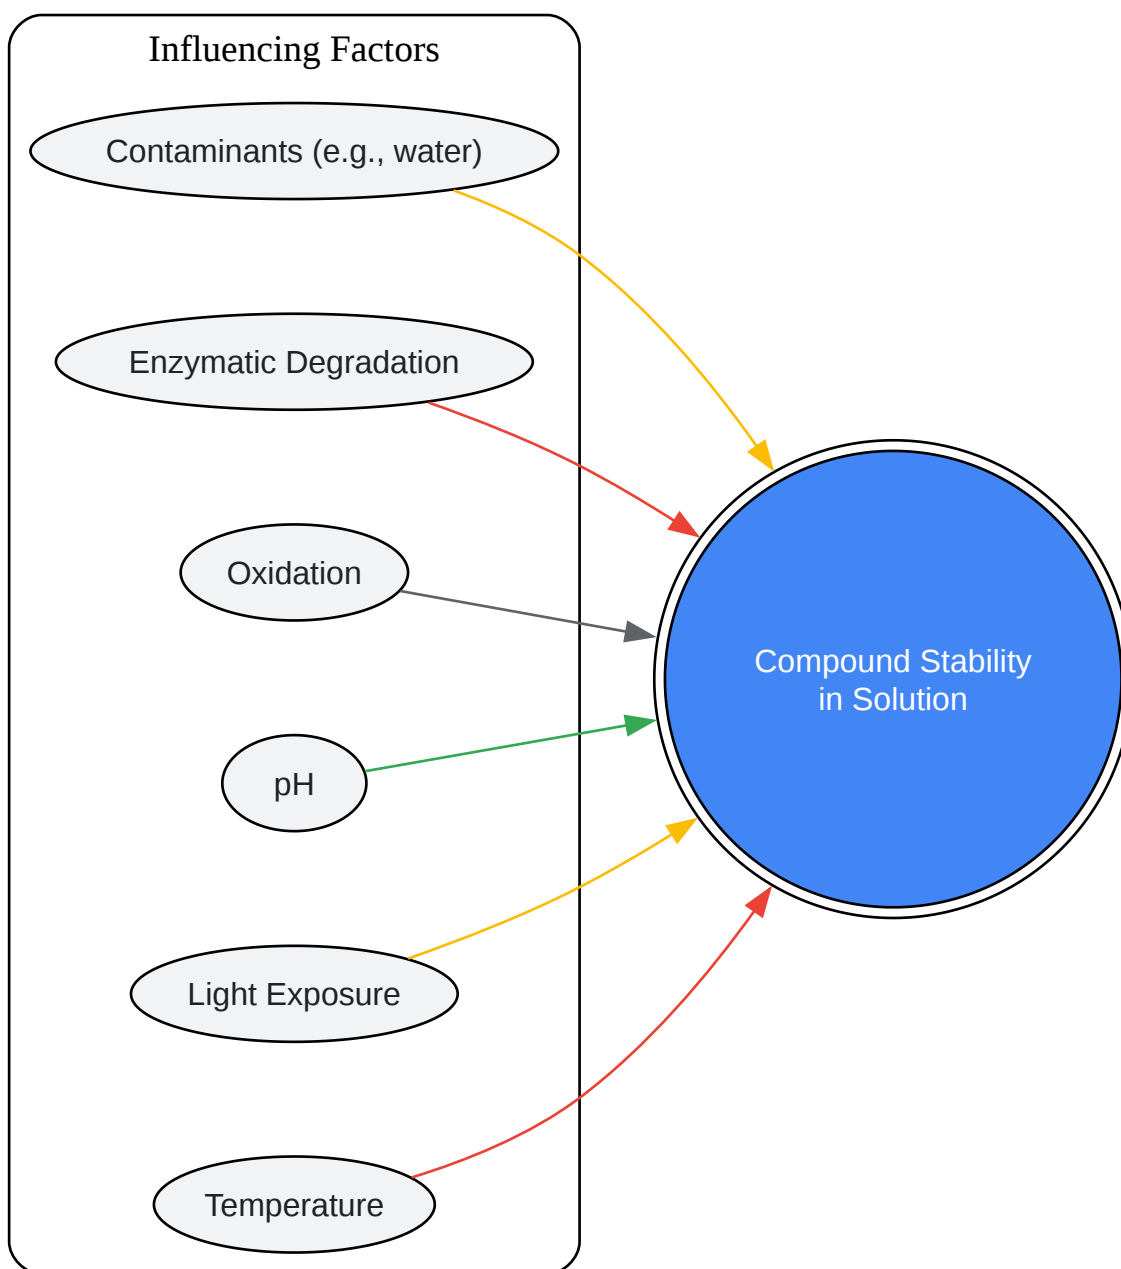 Influencing Factors
Contaminants (e.g., water)
Enzymatic Degradation
Oxidation
pH
Light Exposure
Temperature
Compound Stability
in Solution